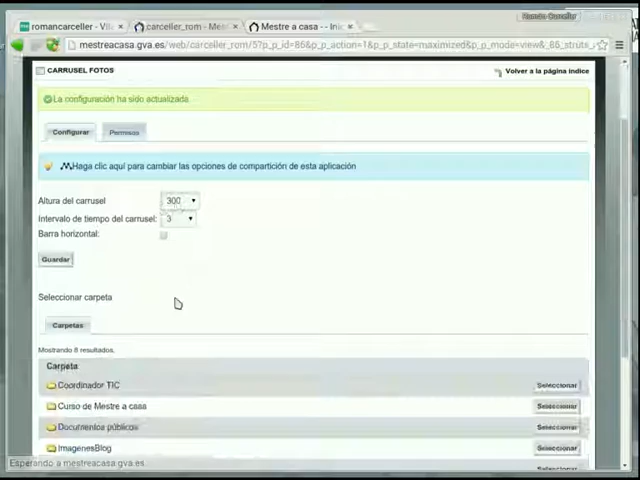 Román Carceller
romancarceller - Vi
carceller_rom - Mes
Mestre a casa -- Ini
mestreacasa.gva.es/web/carceller_rom/5?p_p_id=86&p_p_action=1&p_p_state=maximized&p_p_mode=view&_86_struts_
CARRUSEL FOTOS
Volver a la página índice
La configuración ha sido actualizada
Configurar
Permisos
Haga clic aquí para cambiar las opciones de compartición de esta aplicación
Altura del carrusel
300
Intervalo de tiempo del carrusel:
3
Barra horizontal:
Guardar
Seleccionar carpeta
Carpetas
Mostrando 8 resultados.
Carpeta
Coordinador TIC
Seleccionar
Curso de Mestre a casa
Seleccionar
Documentos públicos
Seleccionar
ImagenesBlog
Seleccionar
Esperando a mestreacasa.gva.es.